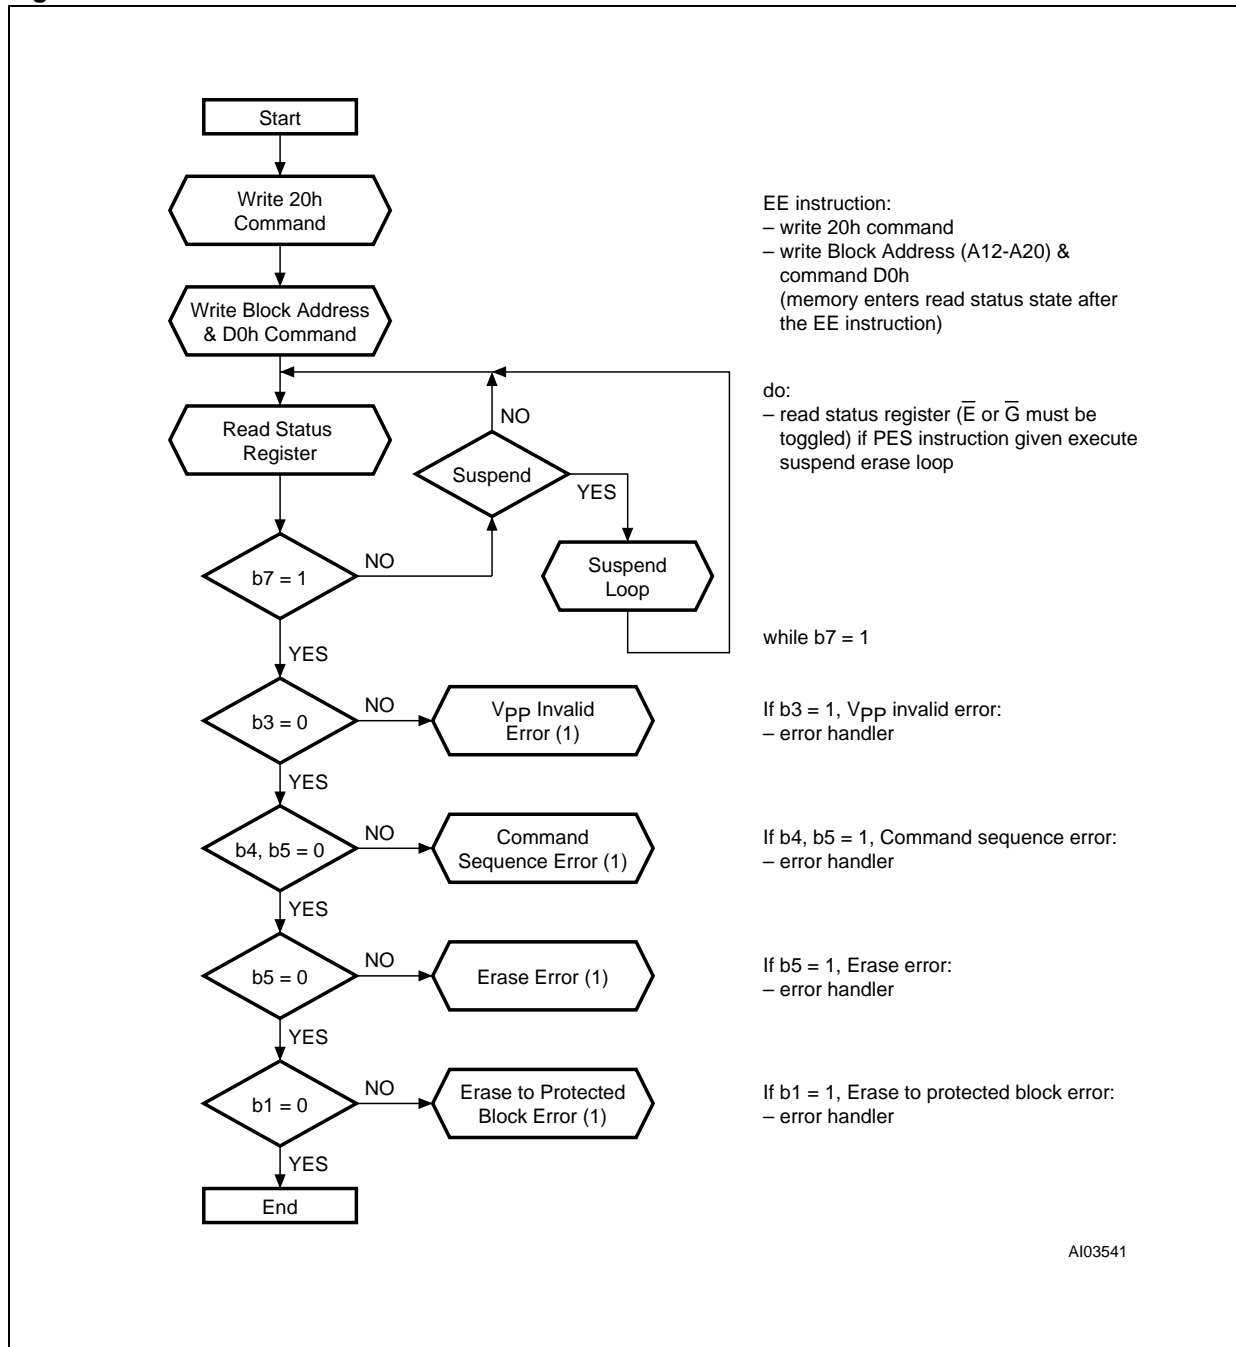 Start
Write 20h
Command
Write Block Address
& D0h Command
Read Status
Register
NO
Suspend
YES
Suspend
Loop
b7 = 1
NO
YES
b3 = 0
NO
VPP Invalid
Error (1)
YES
b4, b5 = 0
NO
Command
Sequence Error (1)
YES
b5 = 0
NO
Erase Error (1)
YES
b1 = 0
NO
Erase to Protected
Block Error (1)
YES
End
EE instruction:
– write 20h command
– write Block Address (A12-A20) &
command D0h
(memory enters read status state after
the EE instruction)
do:
– read status register (E̅ or G̅ must be
toggled) if PES instruction given execute
suspend erase loop
while b7 = 1
If b3 = 1, VPP invalid error:
– error handler
If b4, b5 = 1, Command sequence error:
– error handler
If b5 = 1, Erase error:
– error handler
If b1 = 1, Erase to protected block error:
– error handler
AI03541